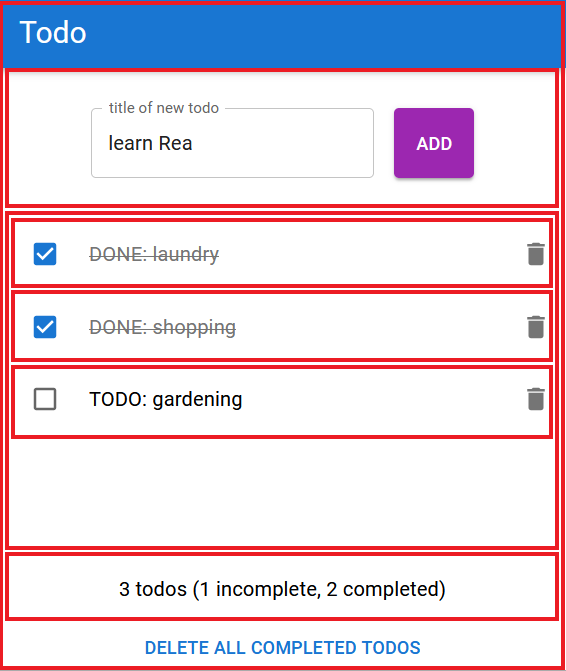 Todo
title of new todo
learn Rea
ADD
DONE: laundry
DONE: shopping
TODO: gardening
3 todos (1 incomplete, 2 completed)
DELETE ALL COMPLETED TODOS